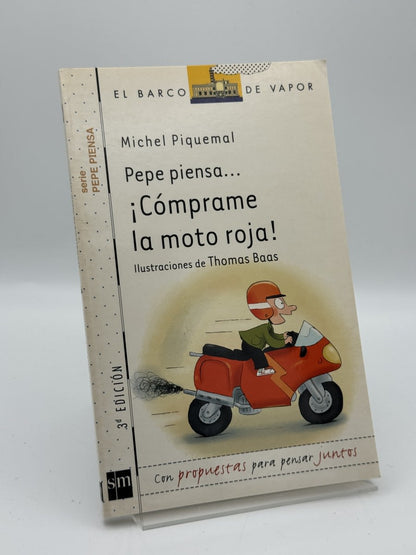 EL BARCO DE VAPOR
Michel Piquemal
Pepe piensa...
¡Cómprame
la moto roja!
Ilustraciones de Thomas Baas
serie
PEPE PIENSA
3ª EDICIÓN
Con propuestas para pensar juntos
sm